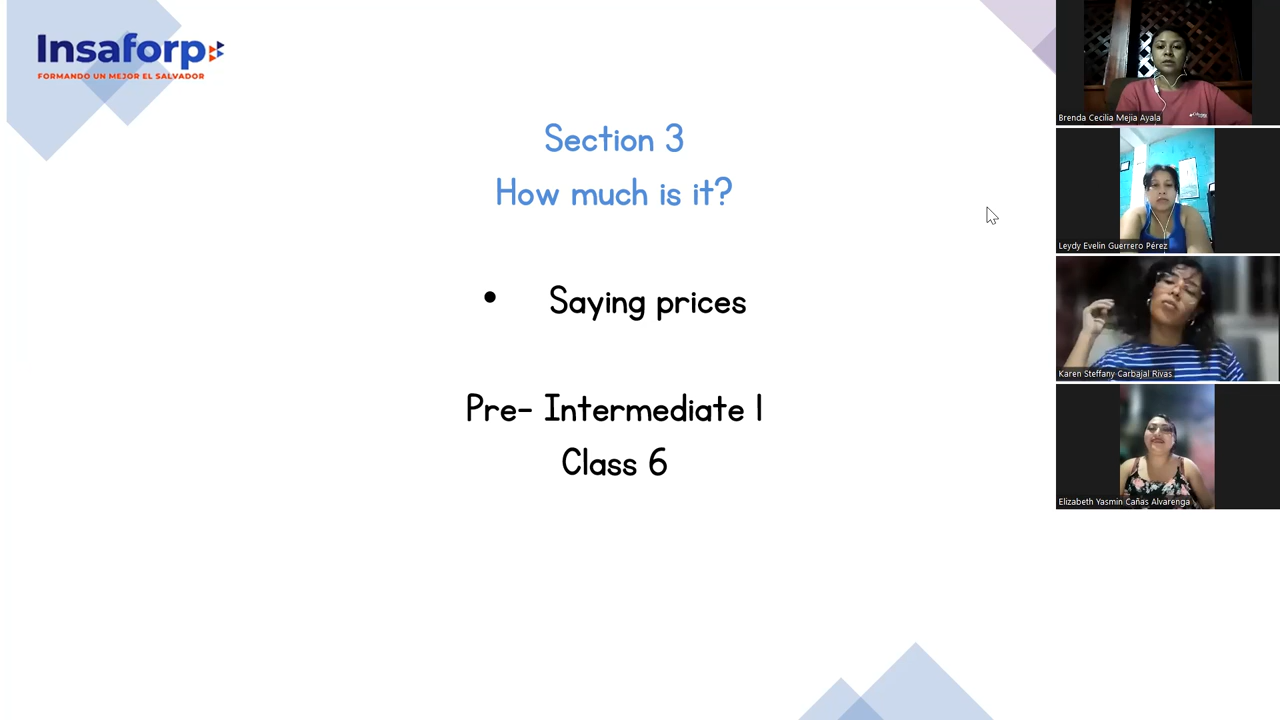 Insaforp
FORMANDO UN MEJOR EL SALVADOR
Section 3
How much is it?
• Saying prices
Pre- Intermediate 1
Class 6
Brenda Cecilia Mejia Ayala
Leydy Evelin Guerrero Pérez
Karen Steffany Carbajal Rivas
Elizabeth Yasmin Cañas Alvarenga